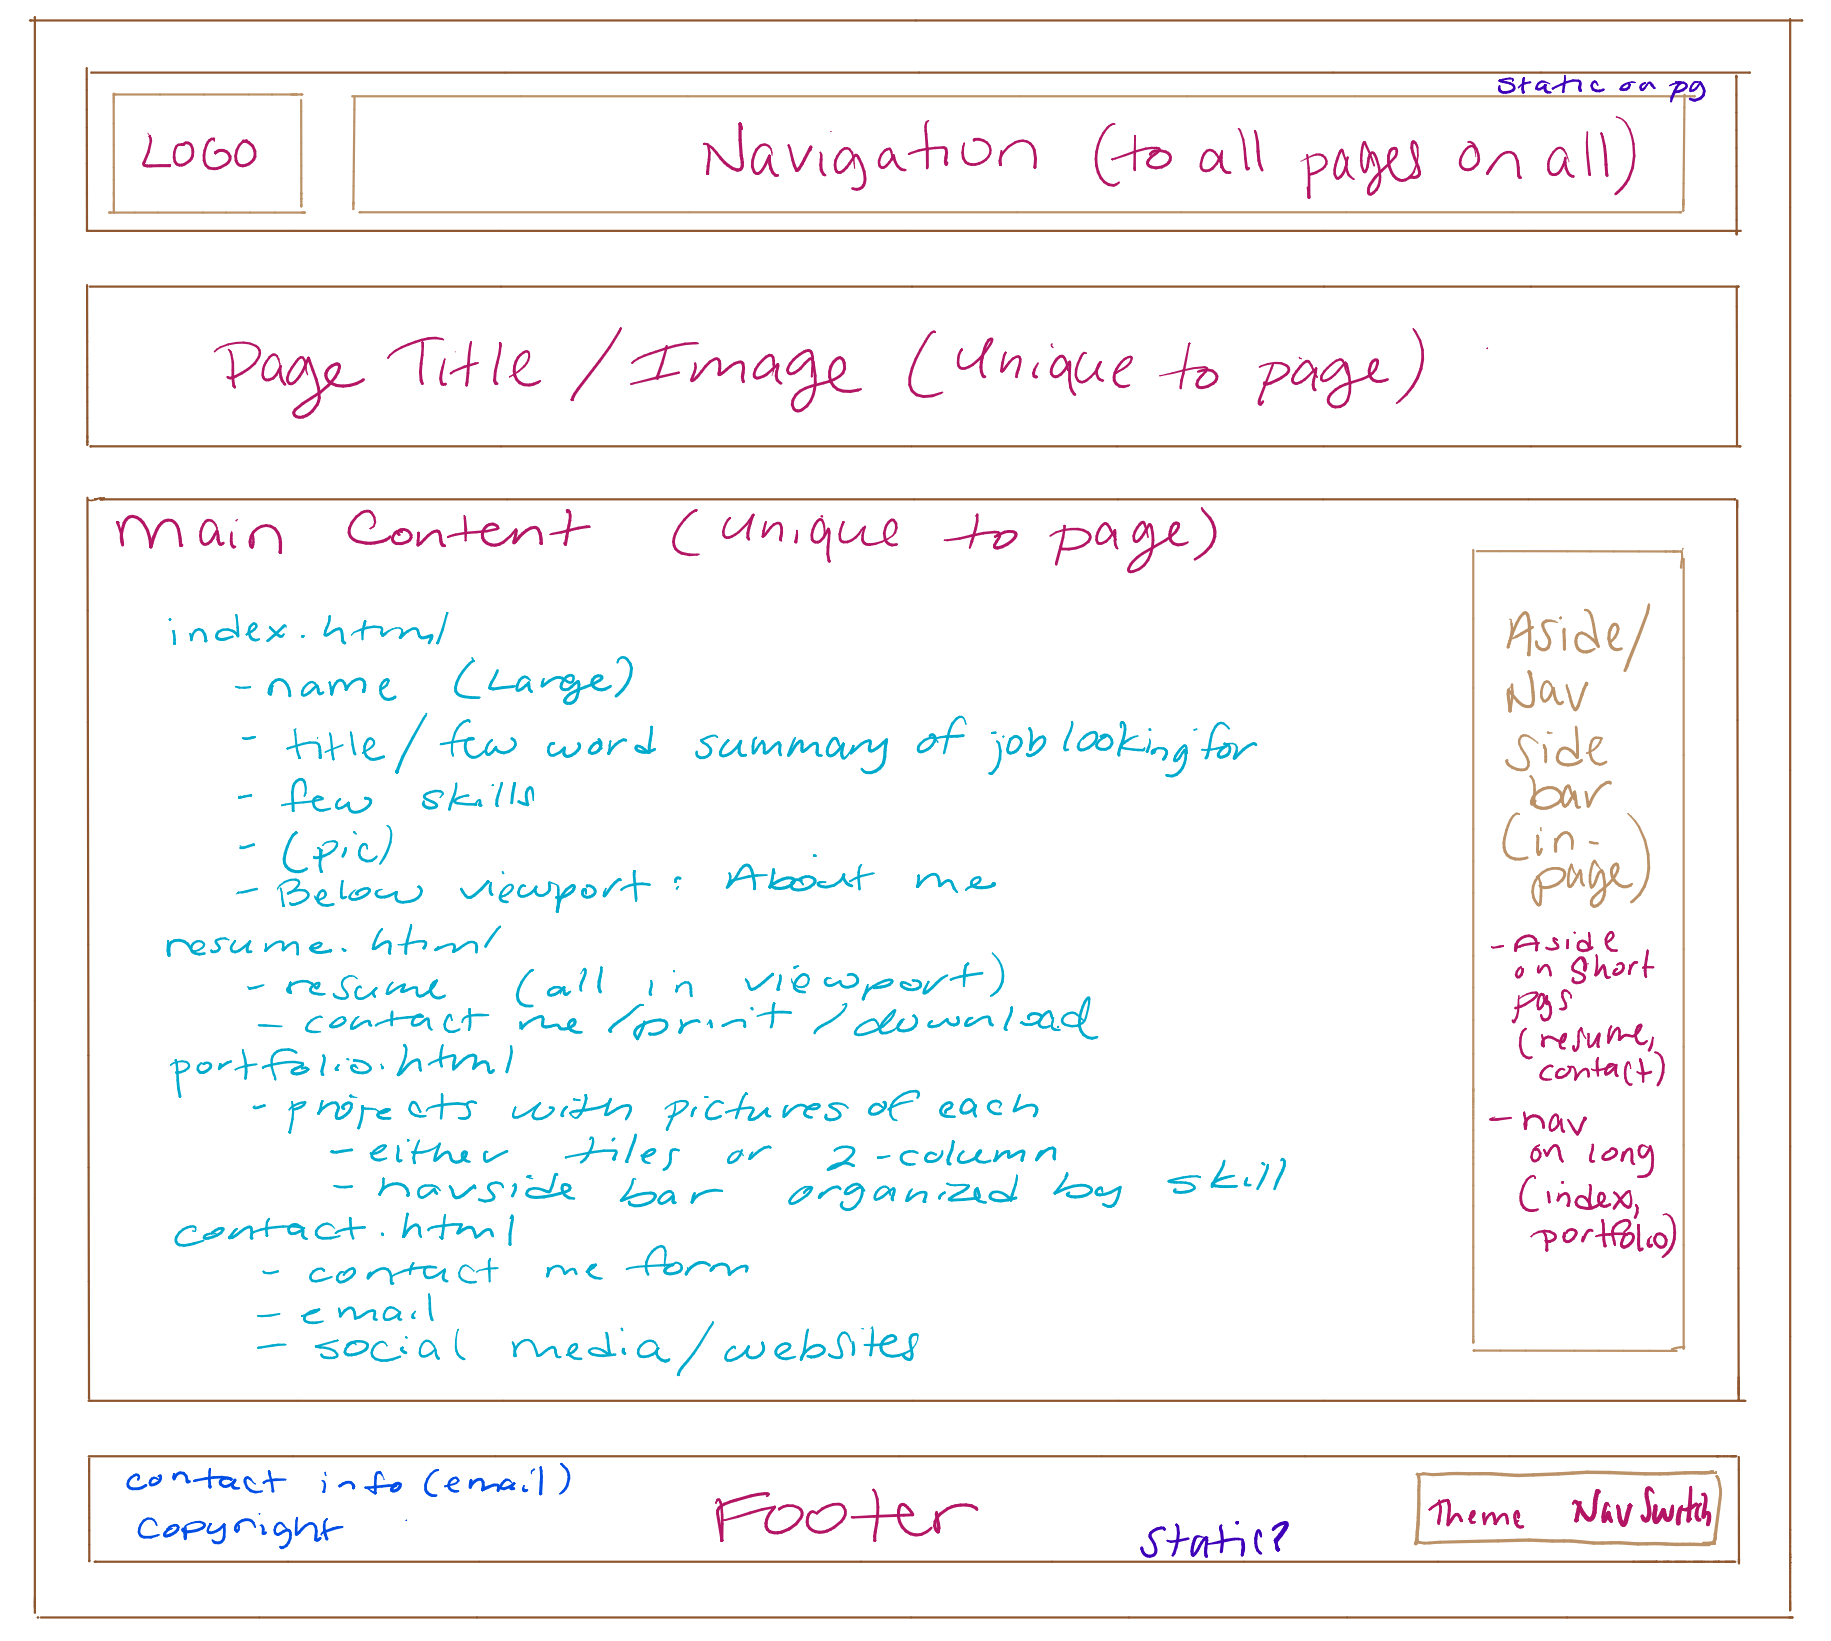 static on pg
LOGO
Navigation (to all pages on all)
Page Title / Image (unique to page)
Main Content (unique to page)
index.html
- name (Large)
- title / few word summary of job looking for
- few skills
- (pic)
- Below viewport: About me
resume.html
- resume (all in viewport)
- contact me / print / download
portfolio.html
- projects with pictures of each
- either tiles or 2-column
- navside bar organized by skill
contact.html
- contact me form
- email
- social media / websites
Aside/
Nav
side
bar
(in-
page)
- Aside
on short
pgs
(resume,
contact)
- nav
on long
(index,
portfolio)
contact info (email)
copyright
Footer
static?
Theme Nav Switch